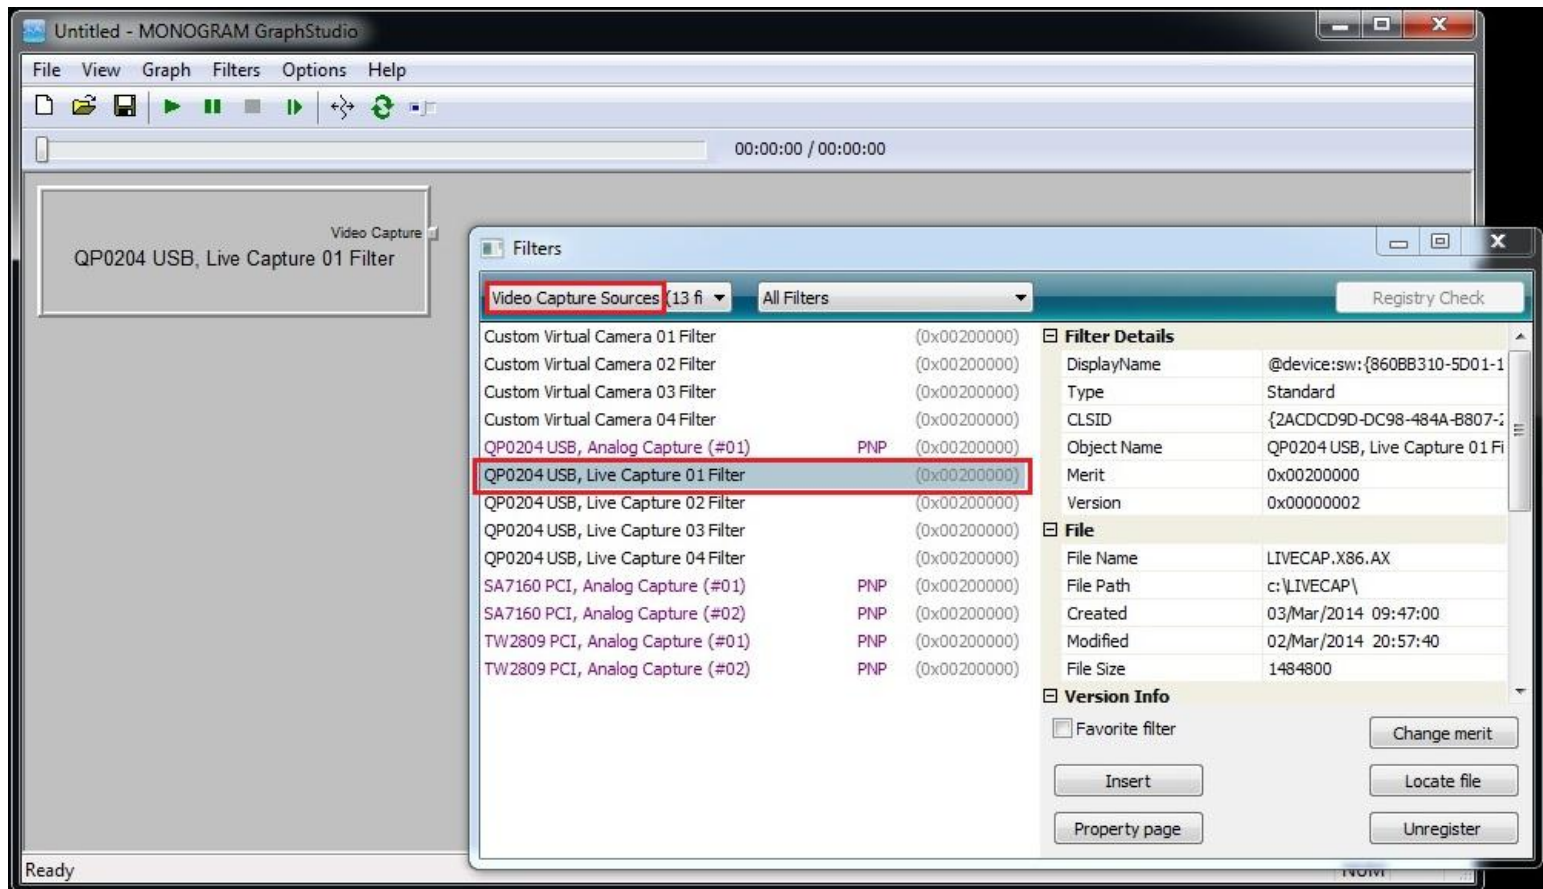 Untitled - MONOGRAM GraphStudio
File View Graph Filters Options Help
00:00:00 / 00:00:00
Video Capture
QP0204 USB, Live Capture 01 Filter
Filters
Video Capture Sources (13 fi
All Filters
Registry Check
Custom Virtual Camera 01 Filter (0x00200000)
Custom Virtual Camera 02 Filter (0x00200000)
Custom Virtual Camera 03 Filter (0x00200000)
Custom Virtual Camera 04 Filter (0x00200000)
QP0204 USB, Analog Capture (#01) PNP (0x00200000)
QP0204 USB, Live Capture 01 Filter (0x00200000)
QP0204 USB, Live Capture 02 Filter (0x00200000)
QP0204 USB, Live Capture 03 Filter (0x00200000)
QP0204 USB, Live Capture 04 Filter (0x00200000)
SA7160 PCI, Analog Capture (#01) PNP (0x00200000)
SA7160 PCI, Analog Capture (#02) PNP (0x00200000)
TW2809 PCI, Analog Capture (#01) PNP (0x00200000)
TW2809 PCI, Analog Capture (#02) PNP (0x00200000)
Filter Details
DisplayName @device:sw:{860BB310-5D01-1
Type Standard
CLSID {2ACDCD9D-DC98-484A-B807-2
Object Name QP0204 USB, Live Capture 01 Fi
Merit 0x00200000
Version 0x00000002
File
File Name LIVECAP.X86.AX
File Path c:\LIVECAP\
Created 03/Mar/2014 09:47:00
Modified 02/Mar/2014 20:57:40
File Size 1484800
Version Info
Favorite filter
Change merit
Insert
Locate file
Property page
Unregister
Ready
NUM